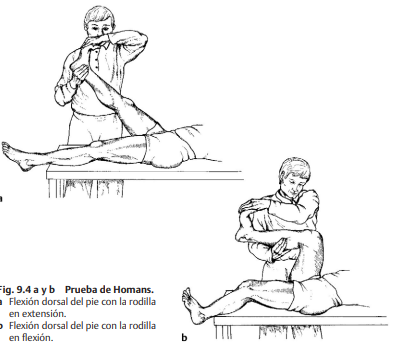 a
Fig. 9.4 a y b Prueba de Homans.
a Flexión dorsal del pie con la rodilla
en extensión.
b Flexión dorsal del pie con la rodilla
en flexión.
b